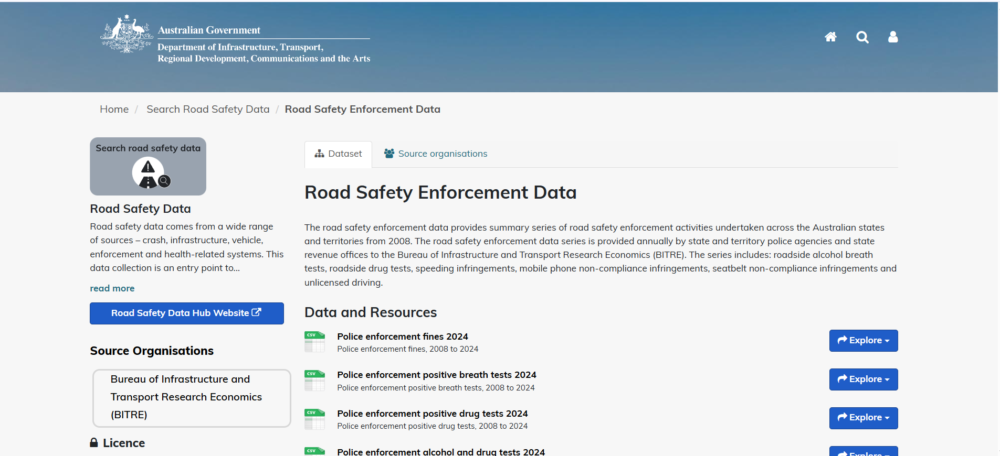 Australian Government
Department of Infrastructure, Transport,
Regional Development, Communications and the Arts
Home / Search Road Safety Data / Road Safety Enforcement Data
Search road safety data
Road Safety Data
Road safety data comes from a wide range
of sources – crash, infrastructure, vehicle,
enforcement and health-related systems. This
data collection is an entry point to...
read more
Road Safety Data Hub Website
Source Organisations
Bureau of Infrastructure and
Transport Research Economics
(BITRE)
Licence
Dataset
Source organisations
Road Safety Enforcement Data
The road safety enforcement data provides summary series of road safety enforcement activities undertaken across the Australian states
and territories from 2008. The road safety enforcement data series is provided annually by state and territory police agencies and state
revenue offices to the Bureau of Infrastructure and Transport Research Economics (BITRE). The series includes: roadside alcohol breath
tests, roadside drug tests, speeding infringements, mobile phone non-compliance infringements, seatbelt non-compliance infringements and
unlicensed driving.
Data and Resources
CSV
Police enforcement fines 2024
Explore
Police enforcement fines, 2008 to 2024
CSV
Police enforcement positive breath tests 2024
Explore
Police enforcement positive breath tests, 2008 to 2024
CSV
Police enforcement positive drug tests 2024
Explore
Police enforcement positive drug tests, 2008 to 2024
CSV
Police enforcement alcohol and drug tests 2024
Explore